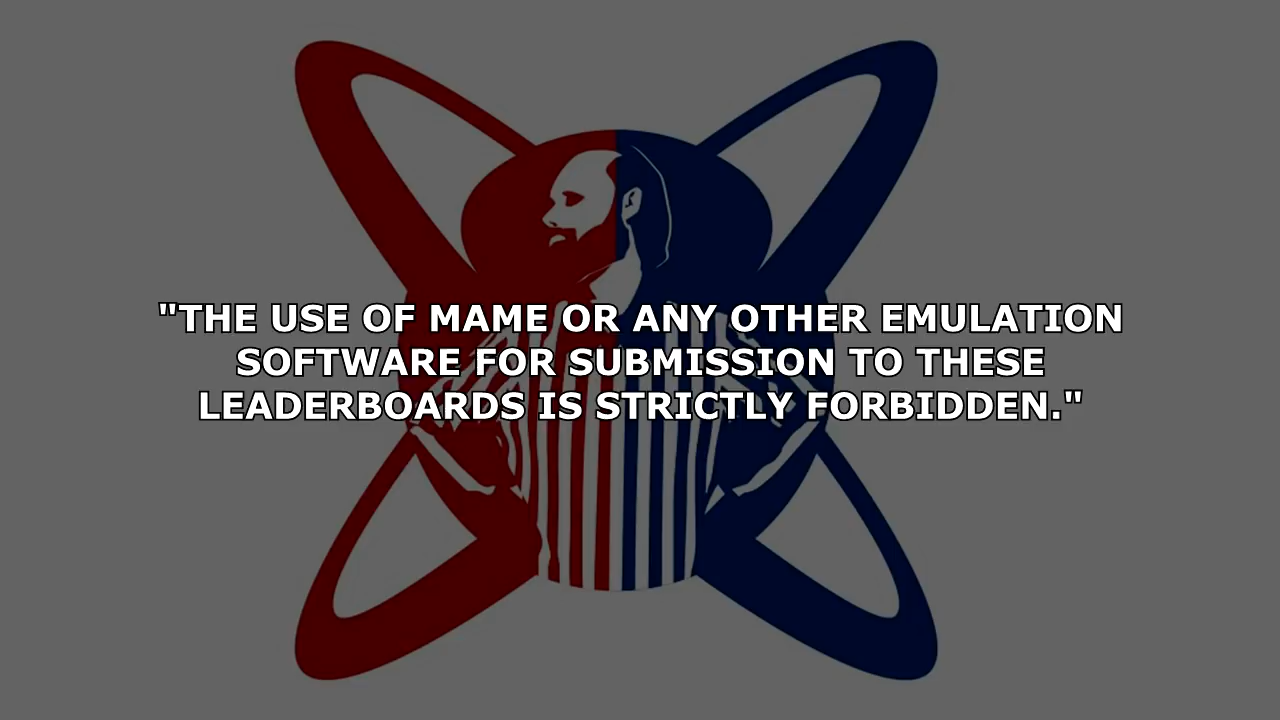 "THE USE OF MAME OR ANY OTHER EMULATION
SOFTWARE FOR SUBMISSION TO THESE
LEADERBOARDS IS STRICTLY FORBIDDEN."